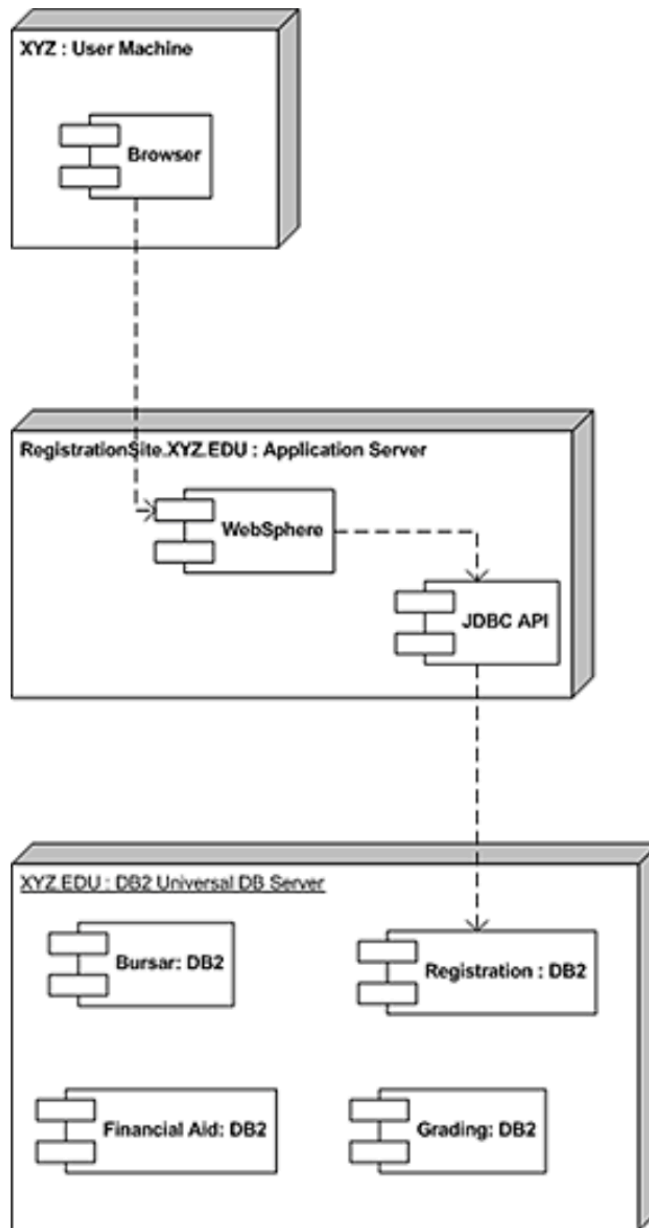 XYZ : User Machine
Browser
RegistrationSite.XYZ.EDU : Application Server
WebSphere
JDBC API
XYZ.EDU : DB2 Universal DB Server
Bursar: DB2
Registration : DB2
Financial Aid: DB2
Grading: DB2